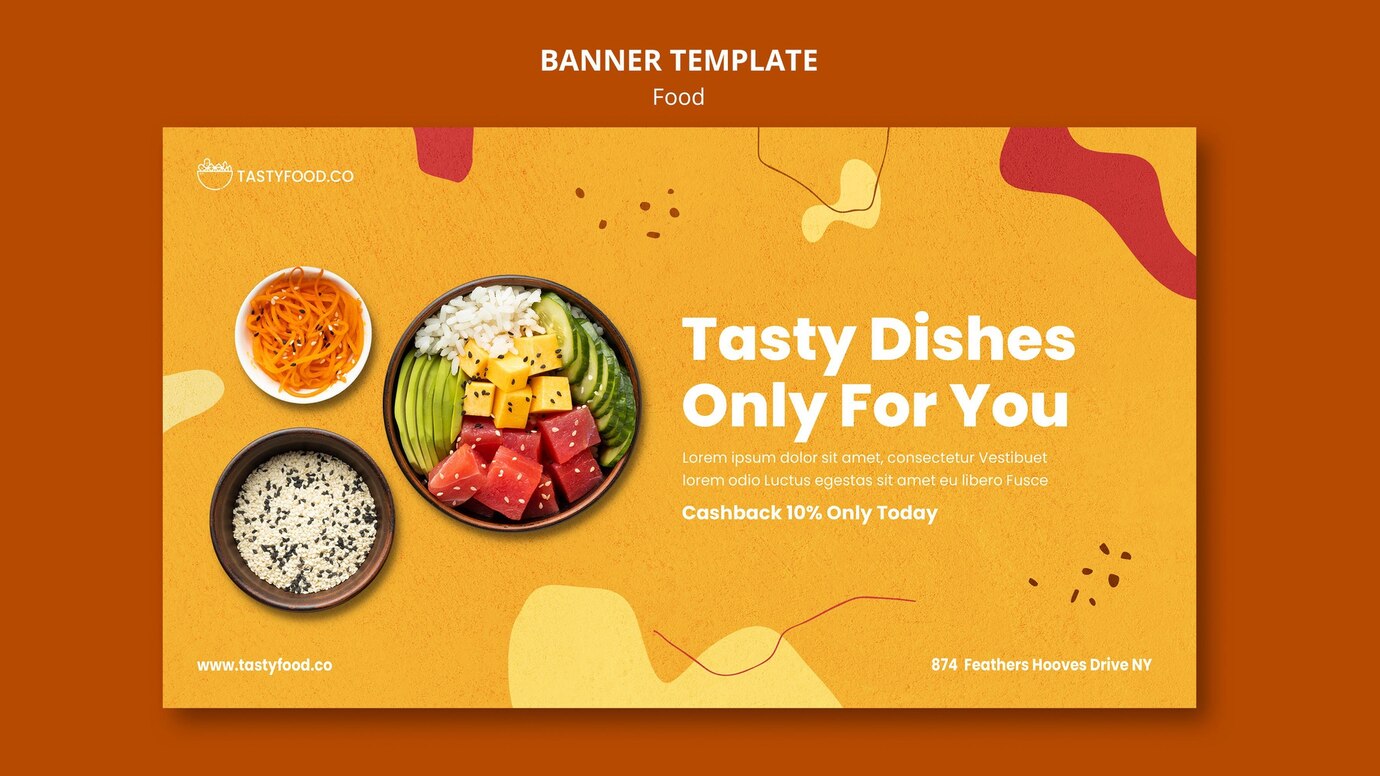 BANNER TEMPLATE
Food
TASTYFOOD.CO
Tasty Dishes
Only For You
Lorem ipsum dolor sit amet, consectetur Vestibuet
lorem odio Luctus egestas sit amet eu libero Fusce
Cashback 10% Only Today
www.tastyfood.co
874 Feathers Hooves Drive NY